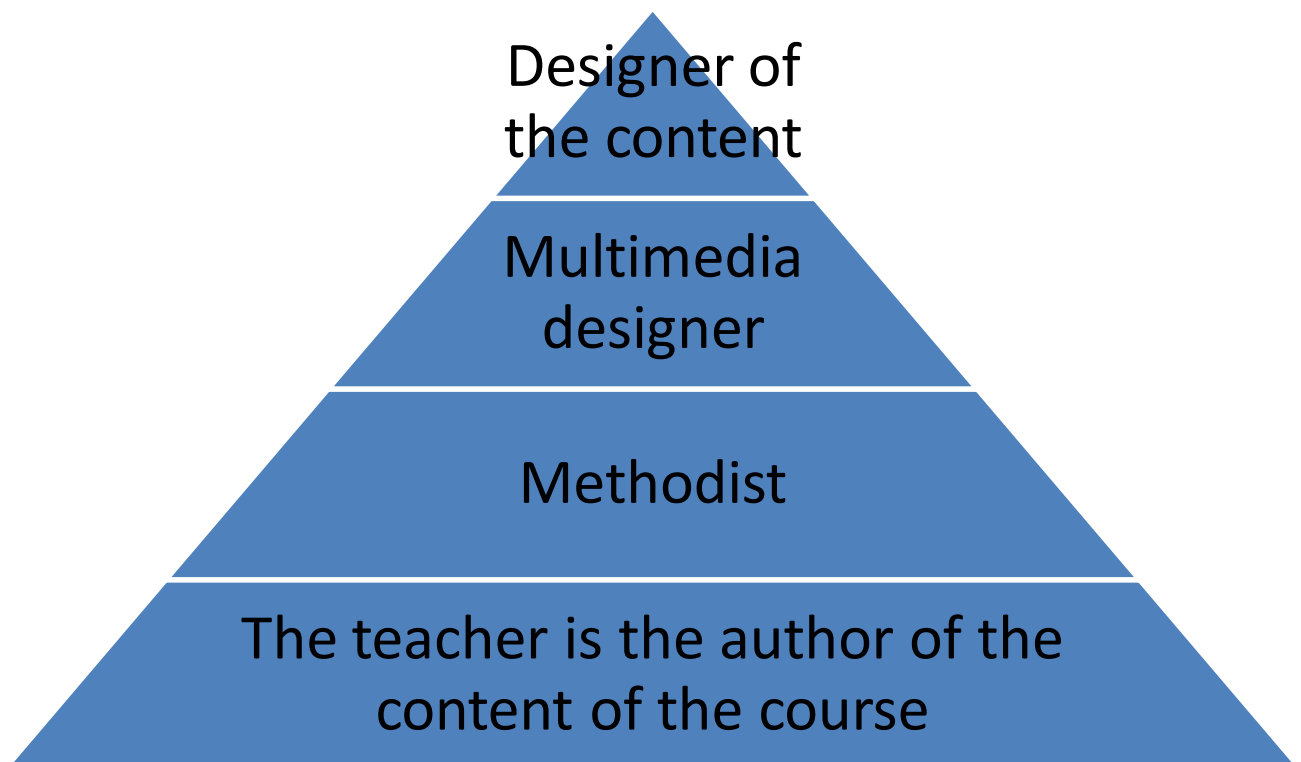 Designer of
the content
Multimedia
designer
Methodist
The teacher is the author of the
content of the course